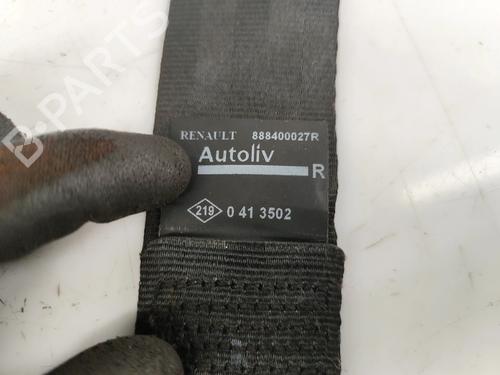 RENAULT 888400027R
Autoliv
R
219 0 41 3502
B-PARTS